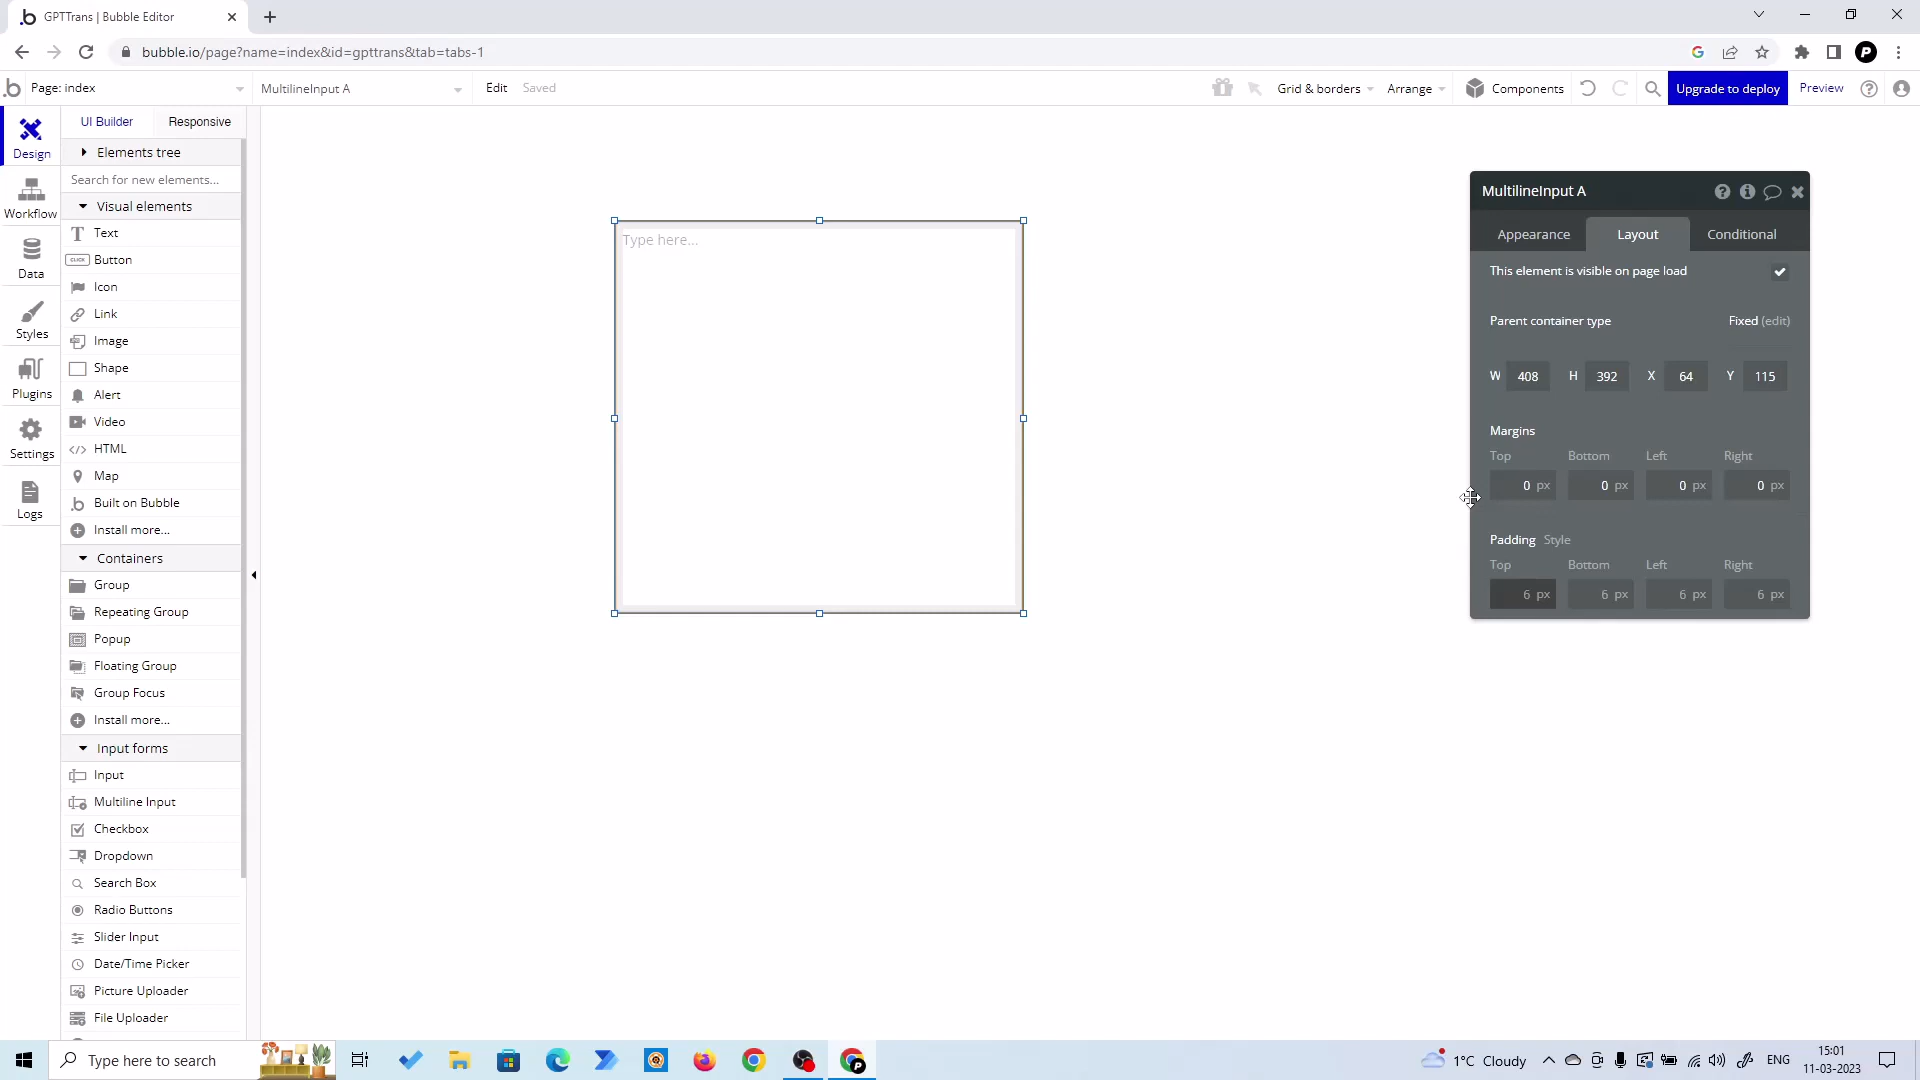 GPTTrans | Bubble Editor
bubble.io/page?name=index&id=gpttrans&tab=tabs-1
Page: index
MultilineInput A
Edit
Saved
Grid & borders
Arrange
Components
Upgrade to deploy
Preview
Design
Workflow
Data
Styles
Plugins
Settings
Logs
UI Builder
Responsive
Elements tree
Search for new elements...
Visual elements
Text
CLICK Button
Icon
Link
Image
Shape
Alert
Video
HTML
Map
Built on Bubble
Install more...
Containers
Group
Repeating Group
Popup
Floating Group
Group Focus
Install more...
Input forms
Input
Multiline Input
Checkbox
Dropdown
Search Box
Radio Buttons
Slider Input
Date/Time Picker
Picture Uploader
File Uploader
Type here...
MultilineInput A
Appearance
Layout
Conditional
This element is visible on page load
Parent container type
Fixed (edit)
W 408 H 392 X 64 Y 115
Margins
Top Bottom Left Right
0 px 0 px 0 px 0 px
Padding Style
Top Bottom Left Right
6 px 6 px 6 px 6 px
Type here to search
1°C Cloudy
ENG
15:01
11-03-2023